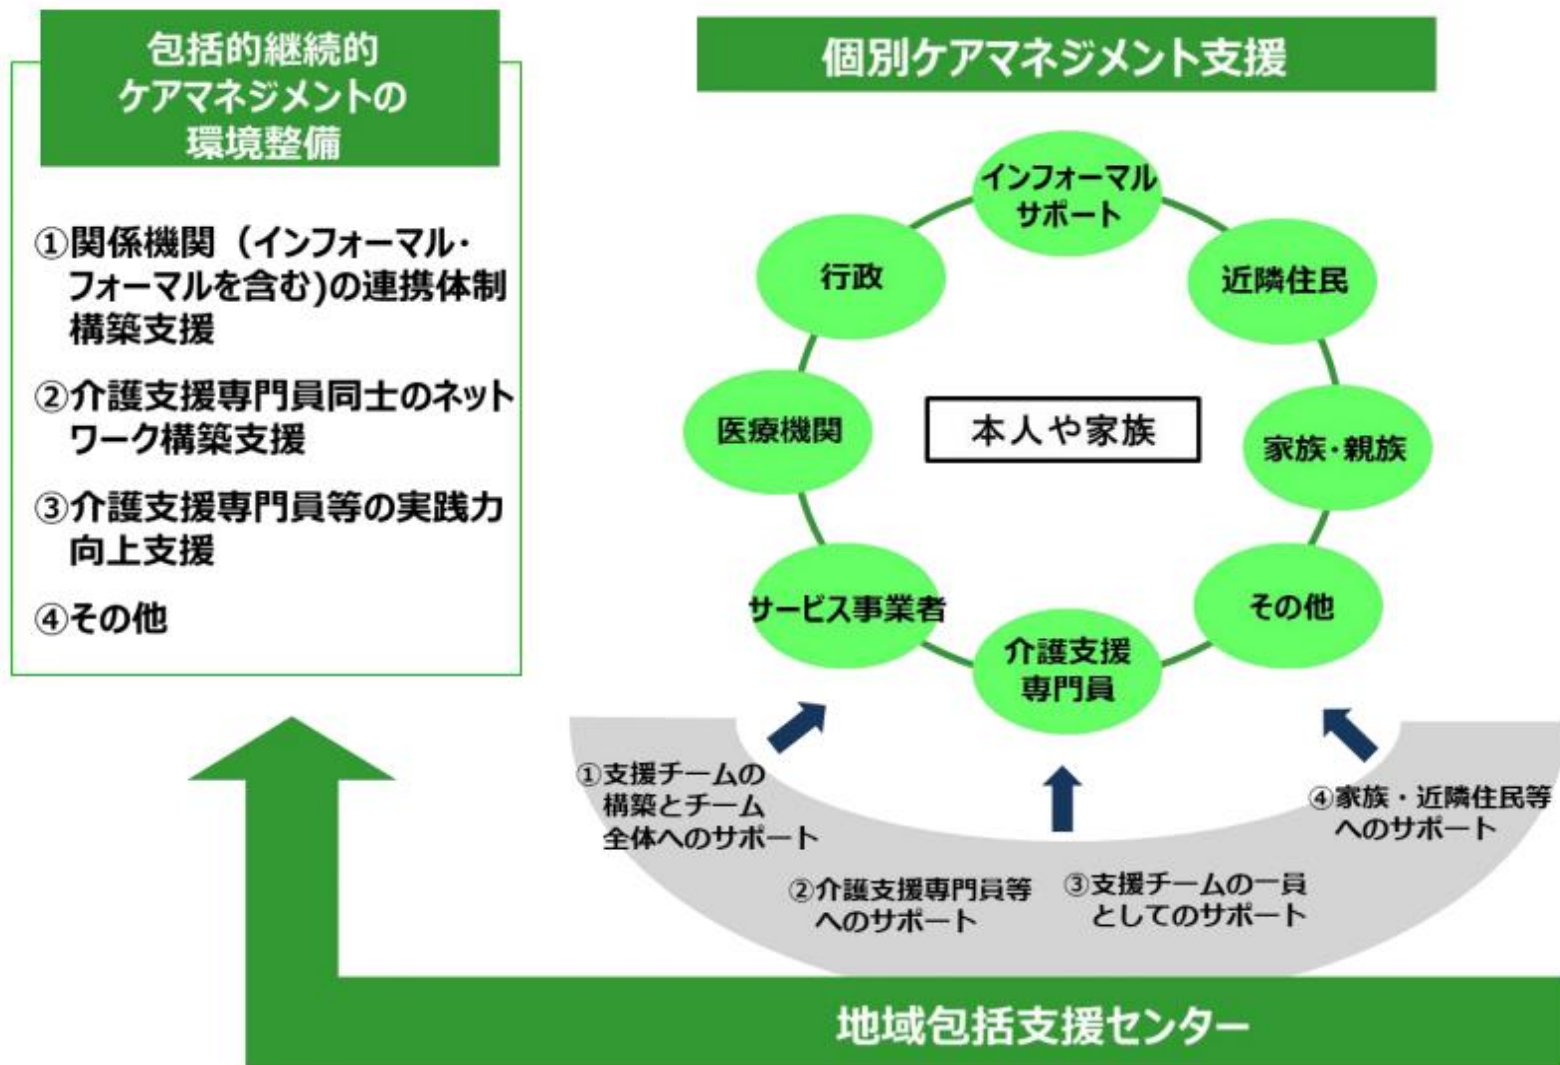 包括的継続的
ケアマネジメントの
環境整備
①関係機関（インフォーマル・
フォーマルを含む)の連携体制
構築支援
②介護支援専門員同士のネット
ワーク構築支援
③介護支援専門員等の実践力
向上支援
④その他
個別ケアマネジメント支援
インフォーマル
サポート
行政
近隣住民
医療機関
本人や家族
家族・親族
サービス事業者
その他
介護支援
専門員
①支援チームの
構築とチーム
全体へのサポート
②介護支援専門員等
へのサポート
③支援チームの一員
としてのサポート
④家族・近隣住民等
へのサポート
地域包括支援センター